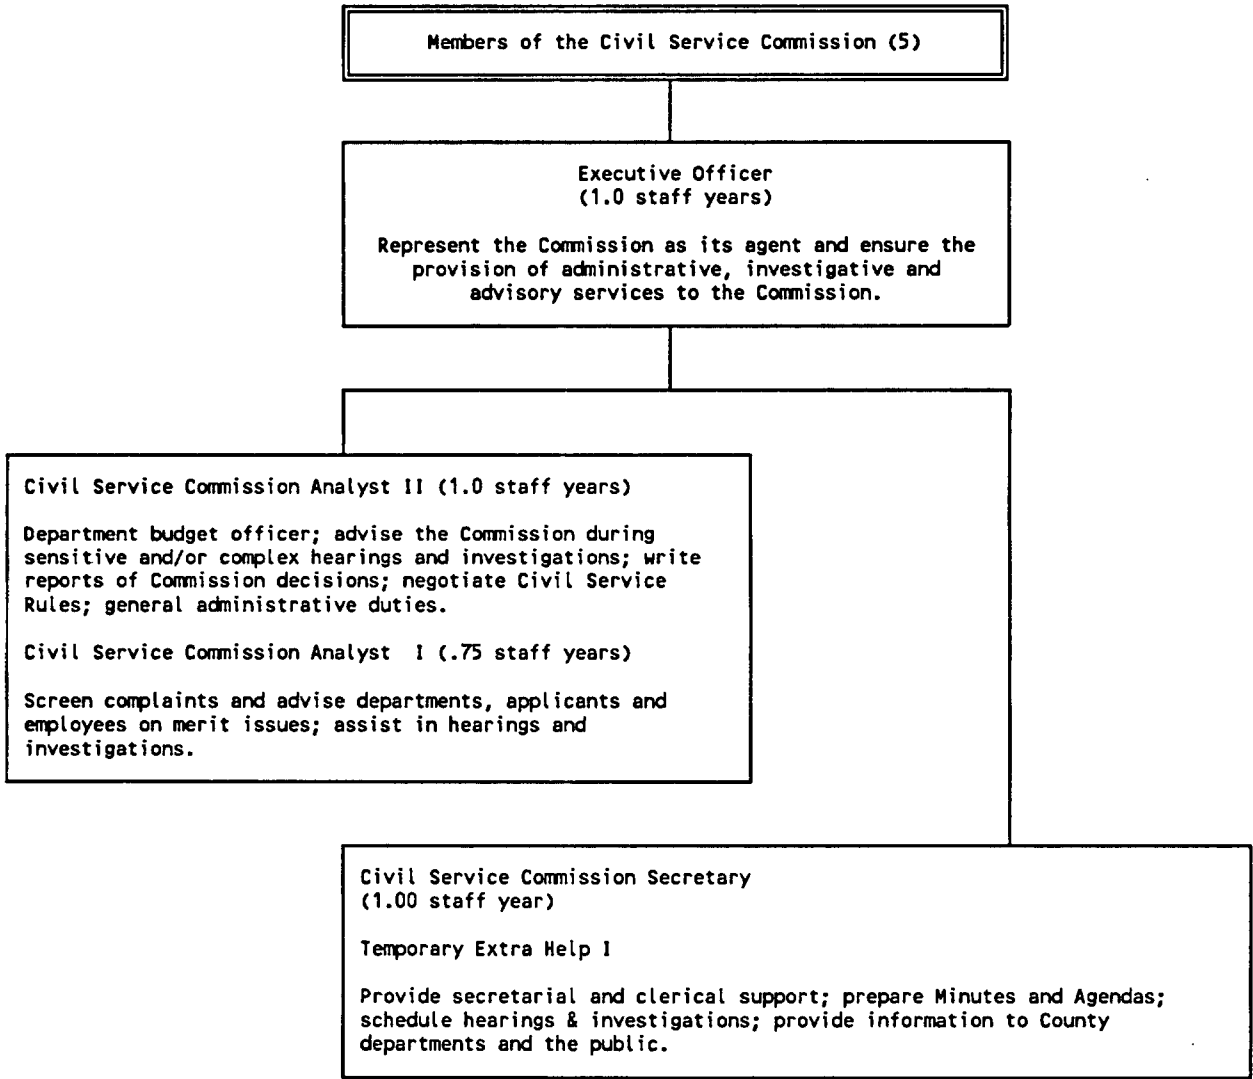 Members of the Civil Service Commission (5)
Executive Officer
(1.0 staff years)
Represent the Commission as its agent and ensure the
provision of administrative, investigative and
advisory services to the Commission.
Civil Service Commission Analyst II (1.0 staff years)
Department budget officer; advise the Commission during
sensitive and/or complex hearings and investigations; write
reports of Commission decisions; negotiate Civil Service
Rules; general administrative duties.
Civil Service Commission Analyst I (.75 staff years)
Screen complaints and advise departments, applicants and
employees on merit issues; assist in hearings and
investigations.
Civil Service Commission Secretary
(1.00 staff year)
Temporary Extra Help I
Provide secretarial and clerical support; prepare Minutes and Agendas;
schedule hearings & investigations; provide information to County
departments and the public.